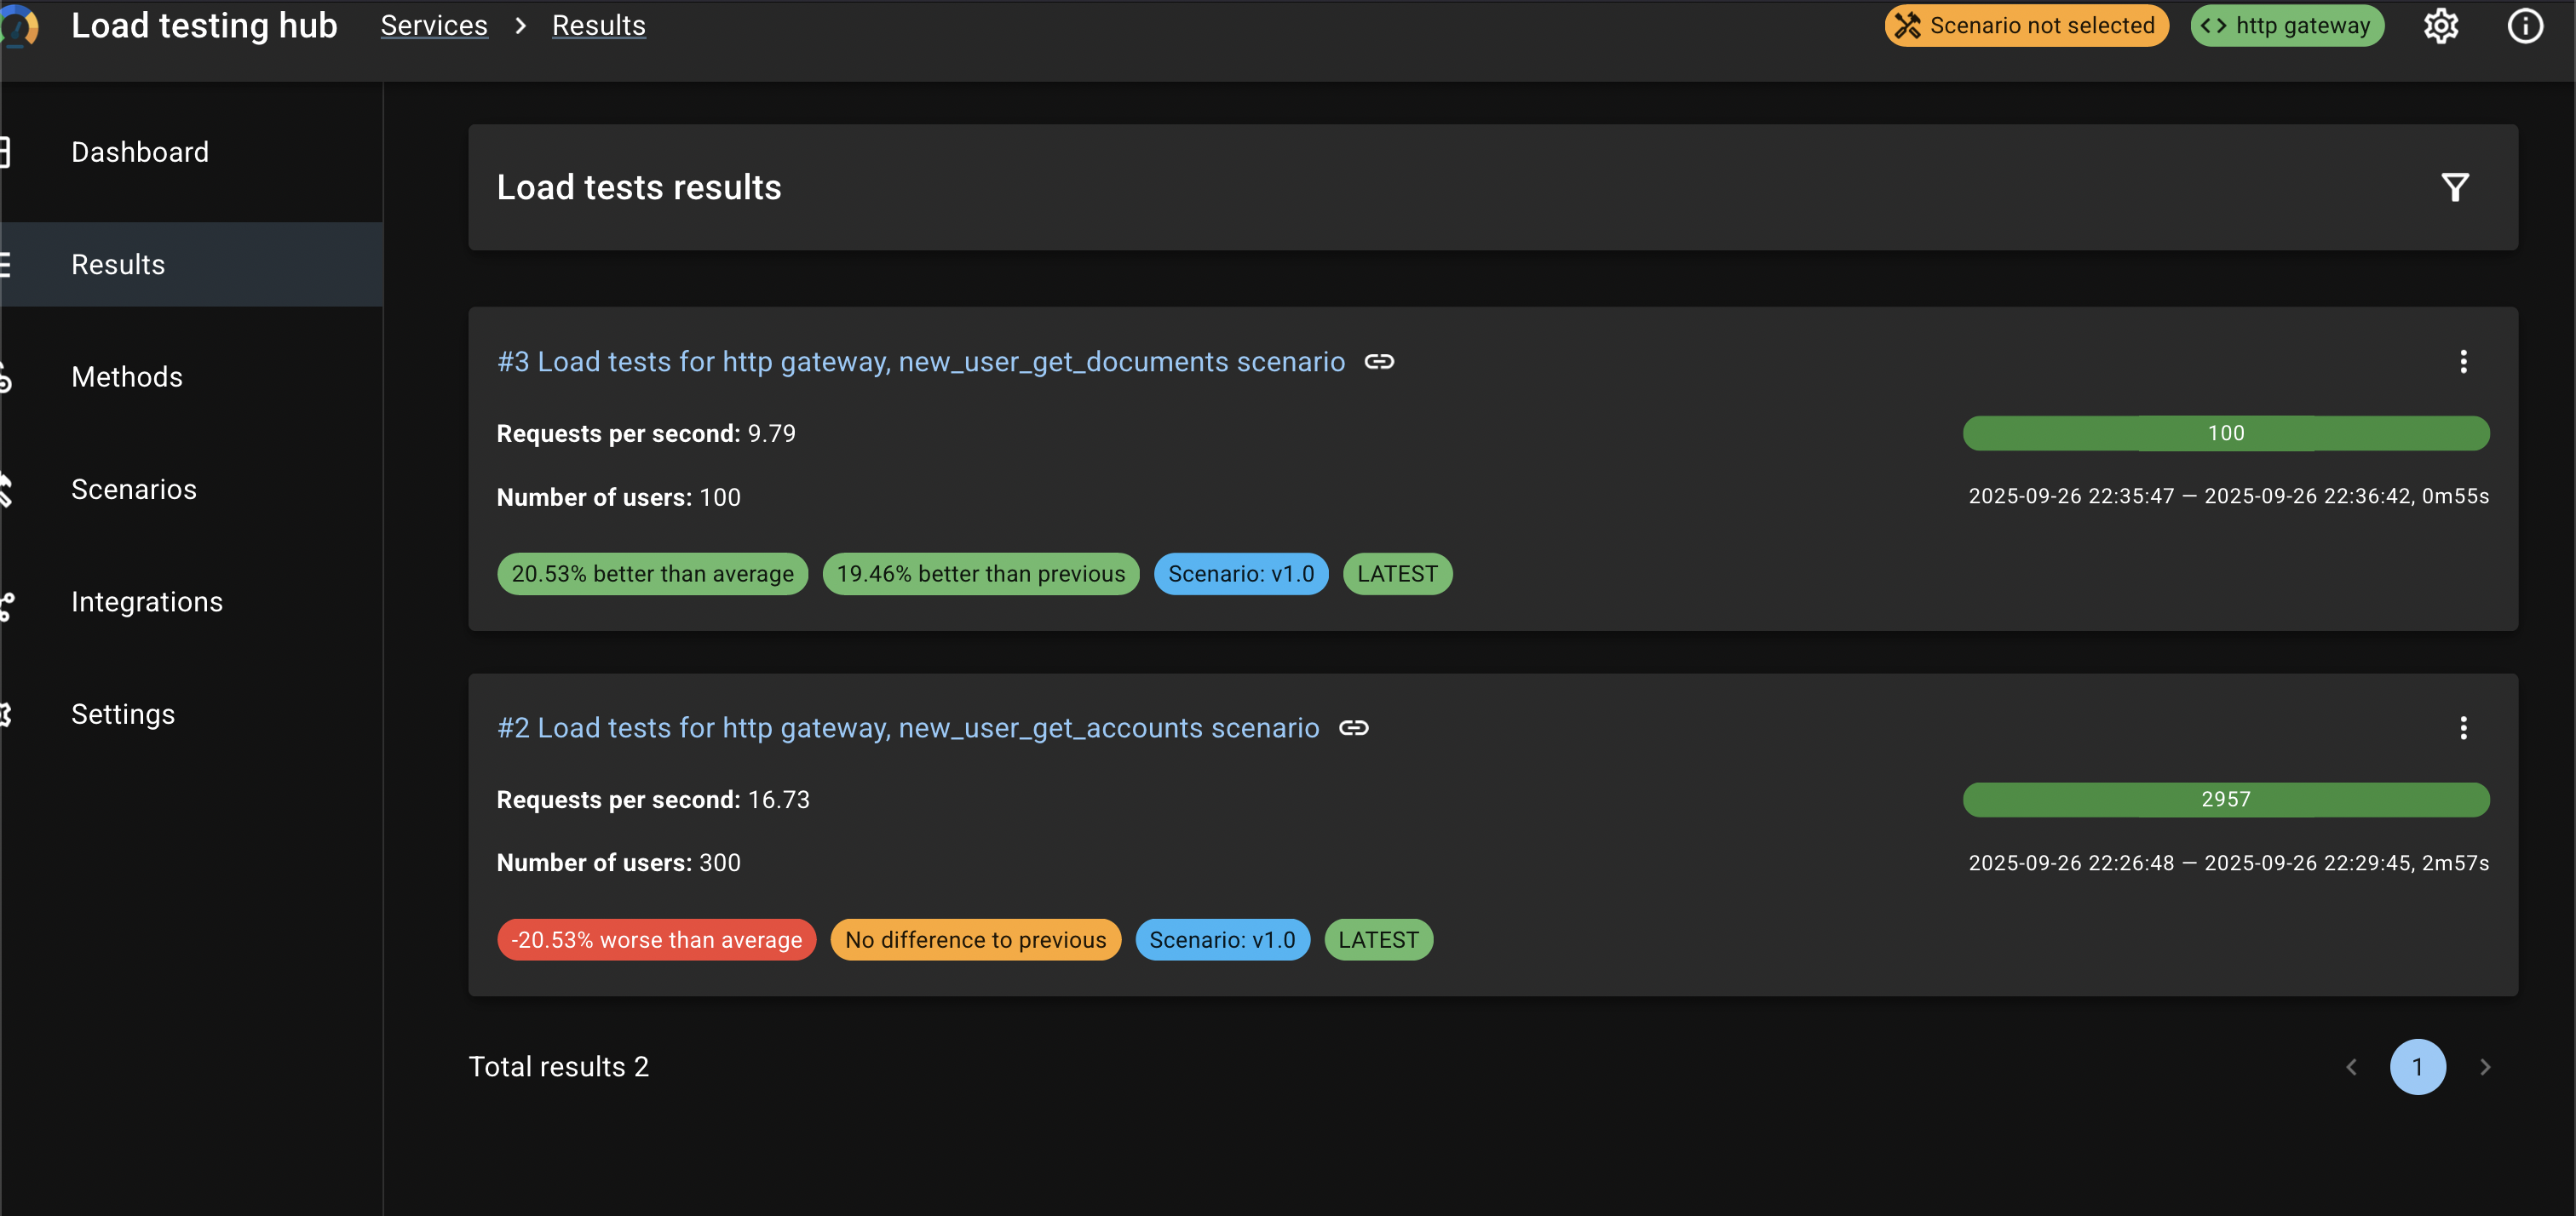 Load testing hub Services Results Scenario not selected http gateway
Dashboard
Results
Methods
Scenarios
Integrations
Settings
Load tests results
#3 Load tests for http gateway, new_user_get_documents scenario
Requests per second: 9.79
100
Number of users: 100
2025-09-26 22:35:47 — 2025-09-26 22:36:42, 0m55s
20.53% better than average 19.46% better than previous Scenario: v1.0 LATEST
#2 Load tests for http gateway, new_user_get_accounts scenario
Requests per second: 16.73
2957
Number of users: 300
2025-09-26 22:26:48 — 2025-09-26 22:29:45, 2m57s
-20.53% worse than average No difference to previous Scenario: v1.0 LATEST
Total results 2
1